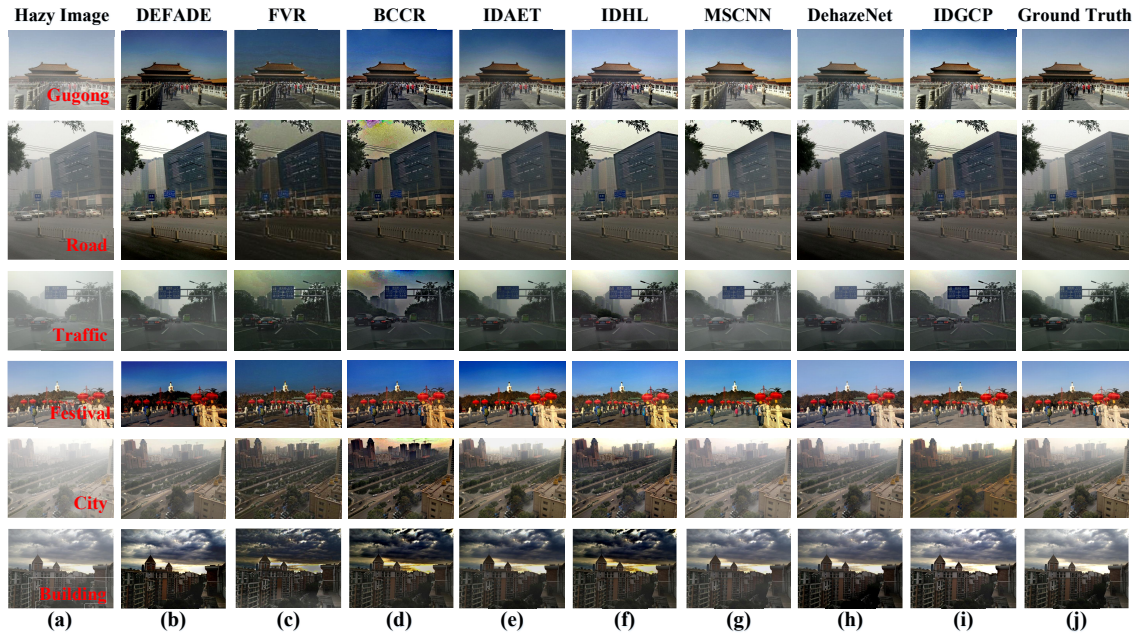 Hazy Image DEFADE FVR BCCR IDAET IDHL MSCNN DehazeNet IDGCP Ground Truth
Gugong
Road
Traffic
Festival
City
Building
(a) (b) (c) (d) (e) (f) (g) (h) (i) (j)